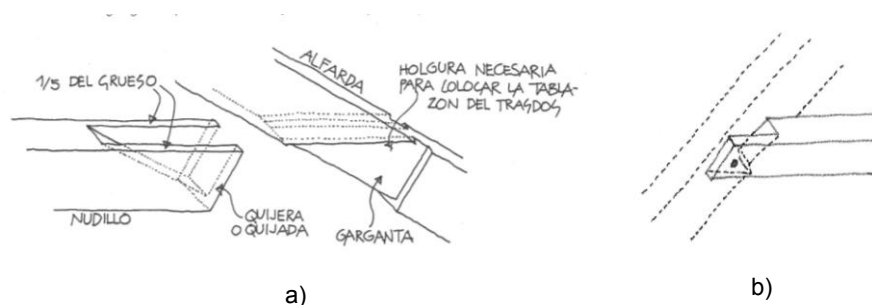 1/5 DEL GRUESO
ALFARDA
HOLGURA NECESARIA
PARA COLOCAR LA TABLA-
ZON DEL TRASDOS
NUDILLO
QUIJERA
O QUIJADA
GARGANTA
a)
b)